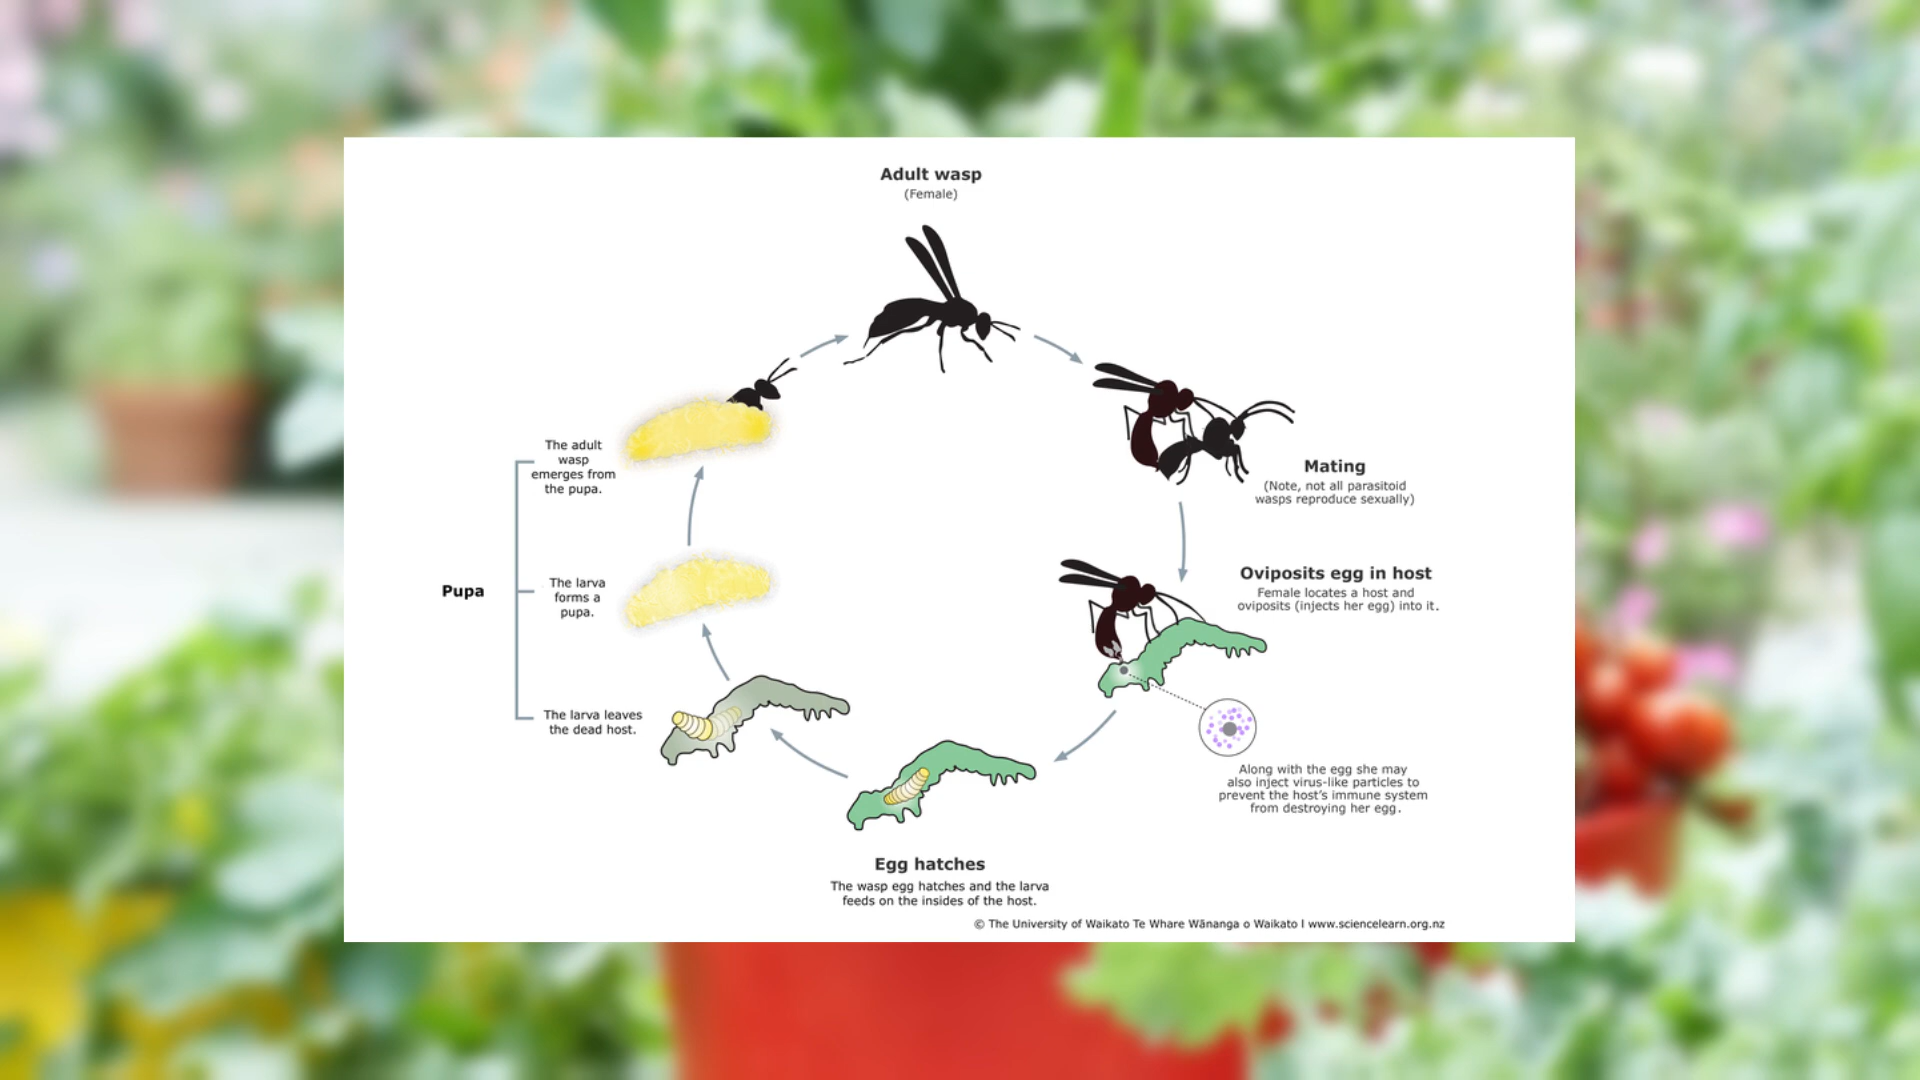 Adult wasp
(Female)
Mating
(Note, not all parasitoid
wasps reproduce sexually)
Oviposits egg in host
Female locates a host and
oviposits (injects her egg) into it.
Along with the egg she may
also inject virus-like particles to
prevent the host's immune system
from destroying her egg.
Egg hatches
The wasp egg hatches and the larva
feeds on the insides of the host.
Pupa
The larva leaves
the dead host.
The larva
forms a
pupa.
The adult
wasp
emerges from
the pupa.
© The University of Waikato Te Whare Wānanga o Waikato I www.sciencelearn.org.nz